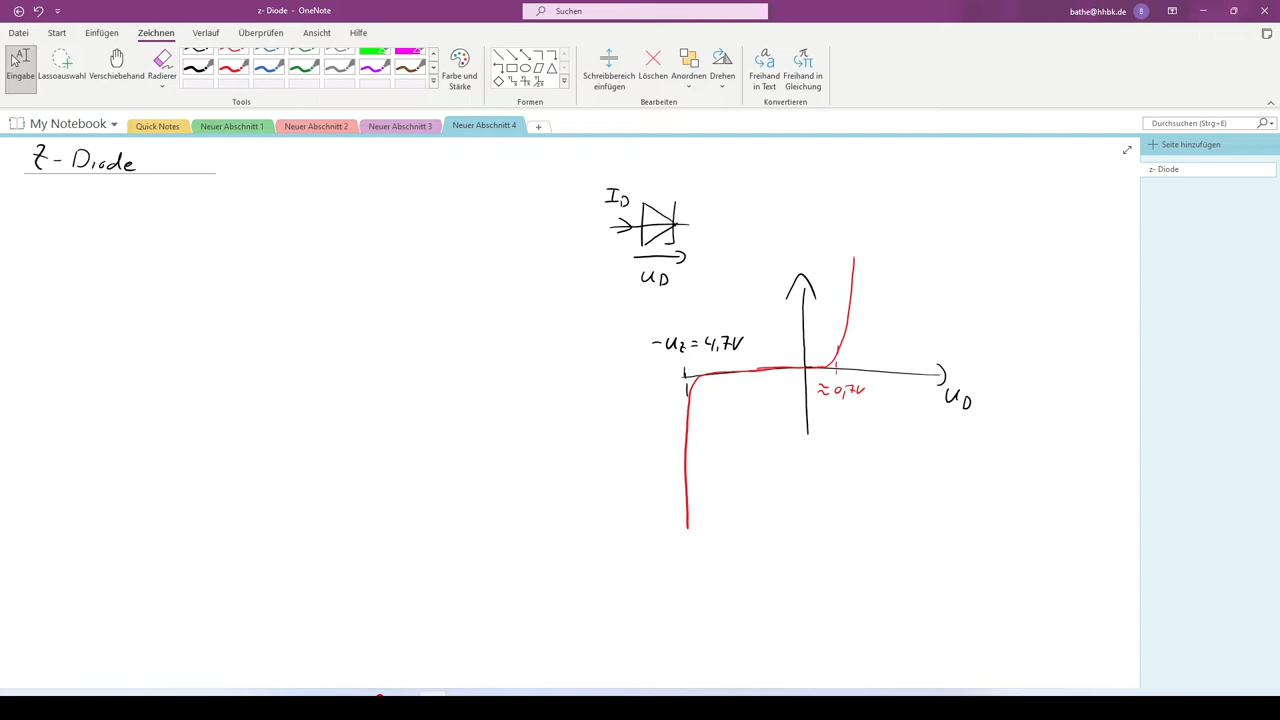 z- Diode - OneNote
Suchen
bathe@hhbk.de
B
Datei Start Einfügen Zeichnen Verlauf Überprüfen Ansicht Hilfe
Eingabe Lassoauswahl Verschiebehand Radierer
Farbe und Stärke
Schreibbereich einfügen Löschen Anordnen Drehen
Freihand in Text
Freihand in Gleichung
Tools Formen Bearbeiten Konvertieren
My Notebook Quick Notes Neuer Abschnitt 1 Neuer Abschnitt 2 Neuer Abschnitt 3 Neuer Abschnitt 4 +
Durchsuchen (Strg+E)
Seite hinzufügen
z- Diode
Z - Diode
I_D
U_D
-U_Z = 4,7V
≈ 0,7V
U_D